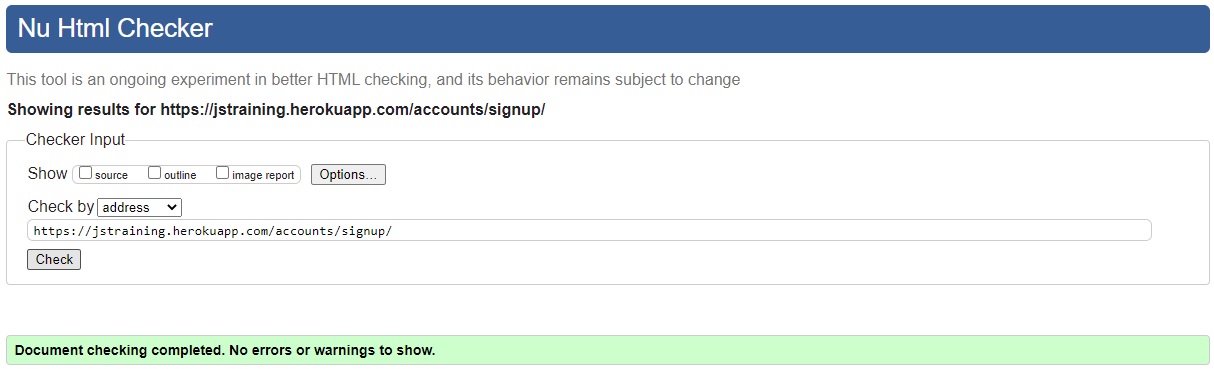 Nu Html Checker
This tool is an ongoing experiment in better HTML checking, and its behavior remains subject to change
Showing results for https://jstraining.herokuapp.com/accounts/signup/
Checker Input
Show source outline image report Options...
Check by address
https://jstraining.herokuapp.com/accounts/signup/
Check
Document checking completed. No errors or warnings to show.